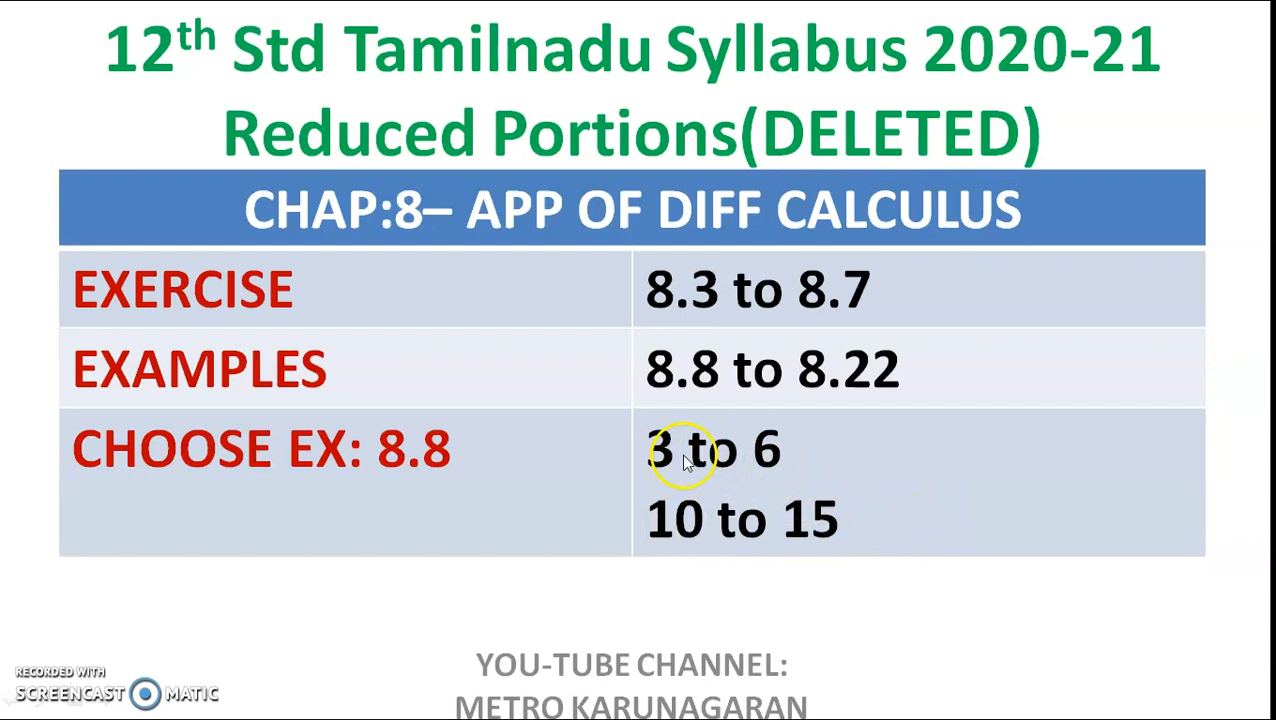 12th Std Tamilnadu Syllabus 2020-21
Reduced Portions(DELETED)
CHAP:8– APP OF DIFF CALCULUS
EXERCISE 8.3 to 8.7
EXAMPLES 8.8 to 8.22
CHOOSE EX: 8.8 3 to 6
10 to 15
YOU-TUBE CHANNEL:
METRO KARUNAGARAN
RECORDED WITH
SCREENCAST MATIC